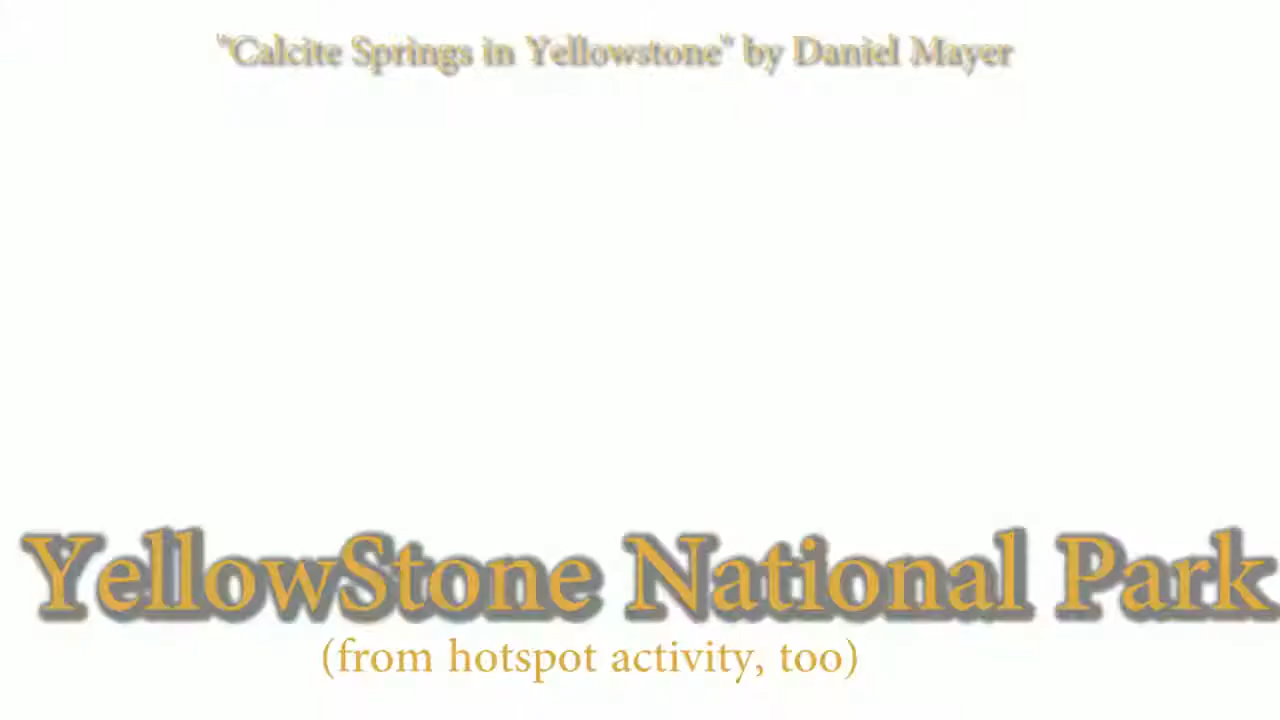 "Calcite Springs in Yellowstone" by Daniel Mayer
YellowStone National Park
(from hotspot activity, too)